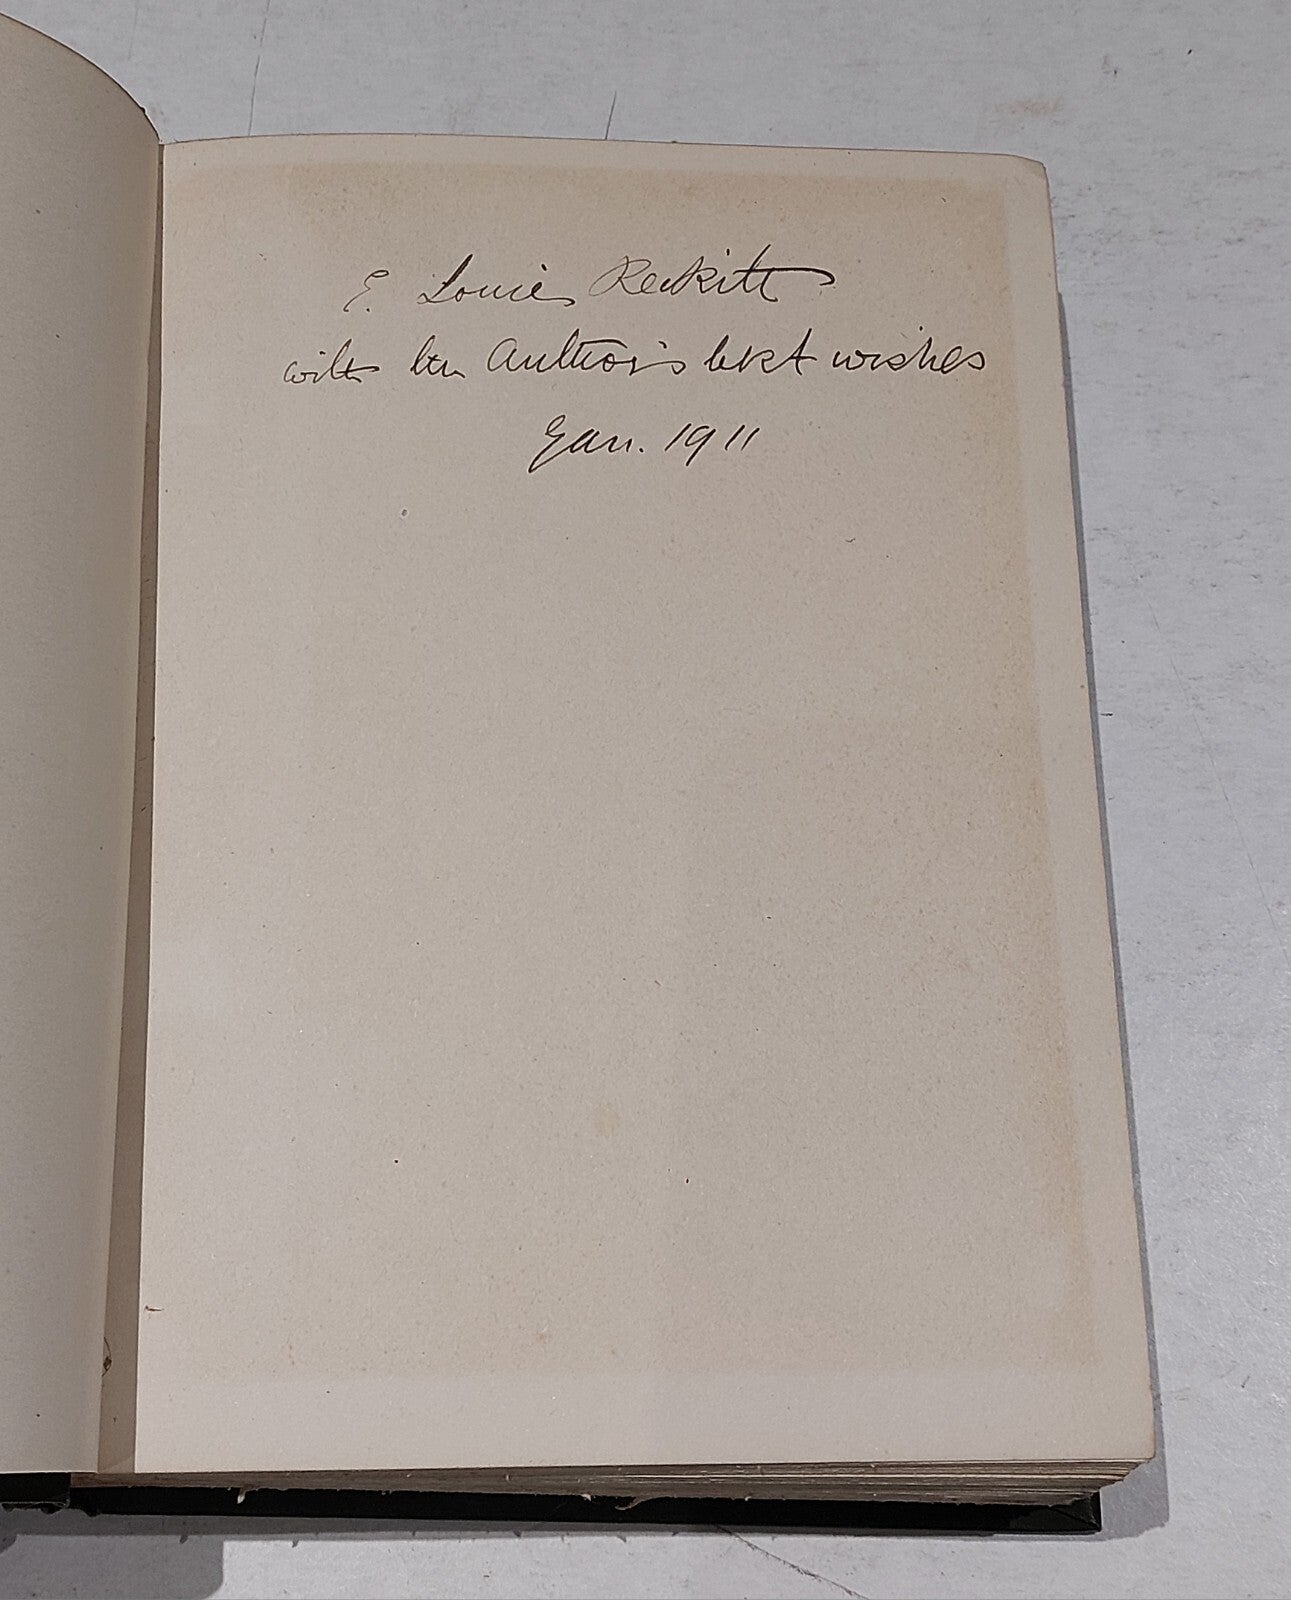 E. Louie Reckitt
with the Author's best wishes
Jan. 1911